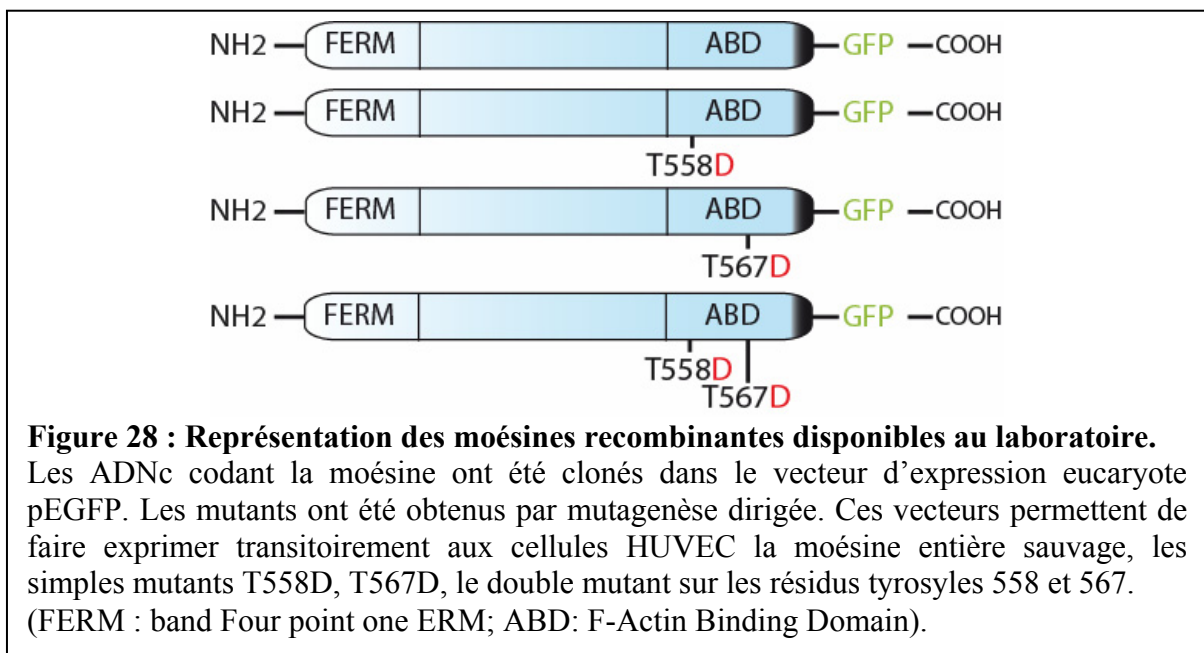 NH2 FERM ABD GFP COOH
NH2 FERM ABD GFP COOH
T558D
NH2 FERM ABD GFP COOH
T567D
NH2 FERM ABD GFP COOH
T558D
T567D
Figure 28 : Représentation des moésines recombinantes disponibles au laboratoire.
Les ADNc codant la moésine ont été clonés dans le vecteur d’expression eucaryote
pEGFP. Les mutants ont été obtenus par mutagenèse dirigée. Ces vecteurs permettent de
faire exprimer transitoirement aux cellules HUVEC la moésine entière sauvage, les
simples mutants T558D, T567D, le double mutant sur les résidus tyrosyles 558 et 567.
(FERM : band Four point one ERM; ABD: F-Actin Binding Domain).